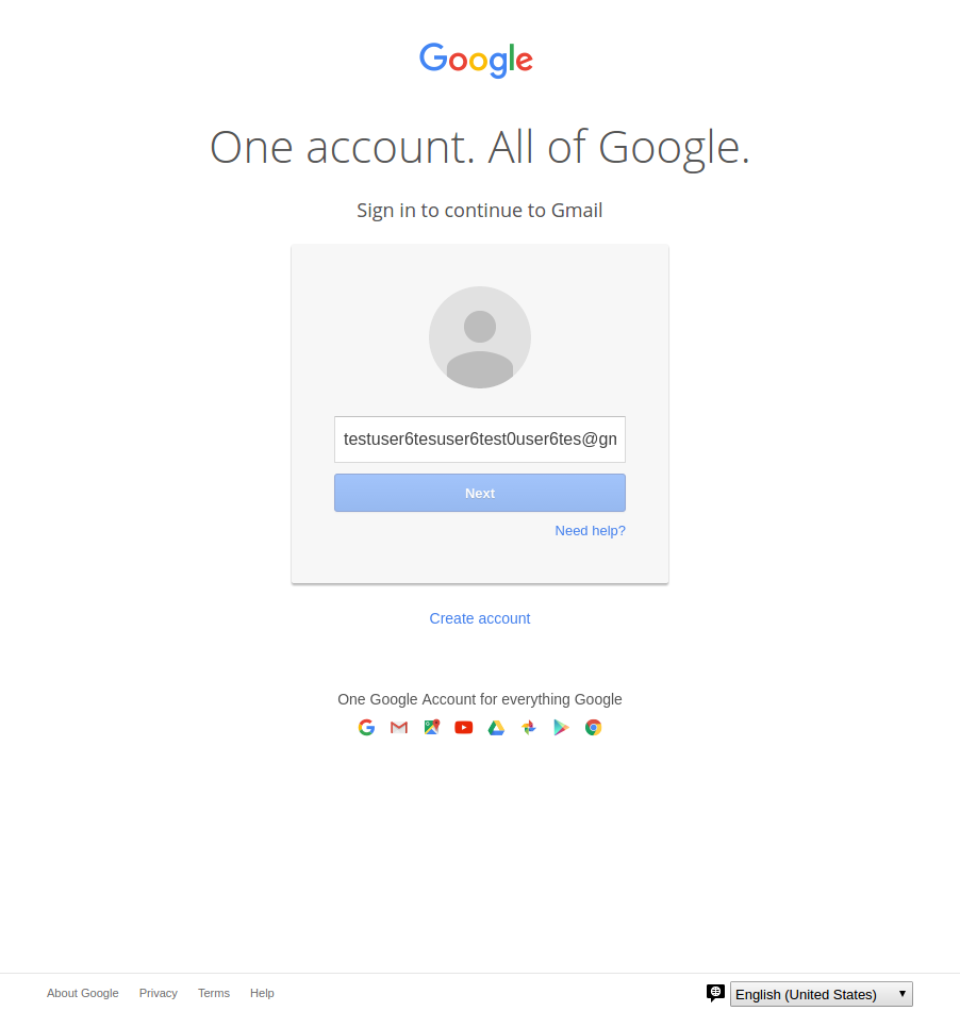 Google
One account. All of Google.
Sign in to continue to Gmail
testuser6tesuser6test0user6tes@gm
Next
Need help?
Create account
One Google Account for everything Google
About Google Privacy Terms Help English (United States)